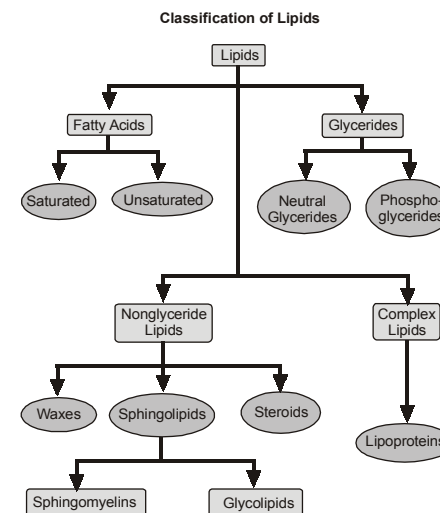 Classification of Lipids
Lipids
Fatty Acids
Glycerides
Saturated
Unsaturated
Neutral
Glycerides
Phospho-
glycerides
Nonglyceride
Lipids
Complex
Lipids
Waxes
Sphingolipids
Steroids
Lipoproteins
Sphingomyelins
Glycolipids